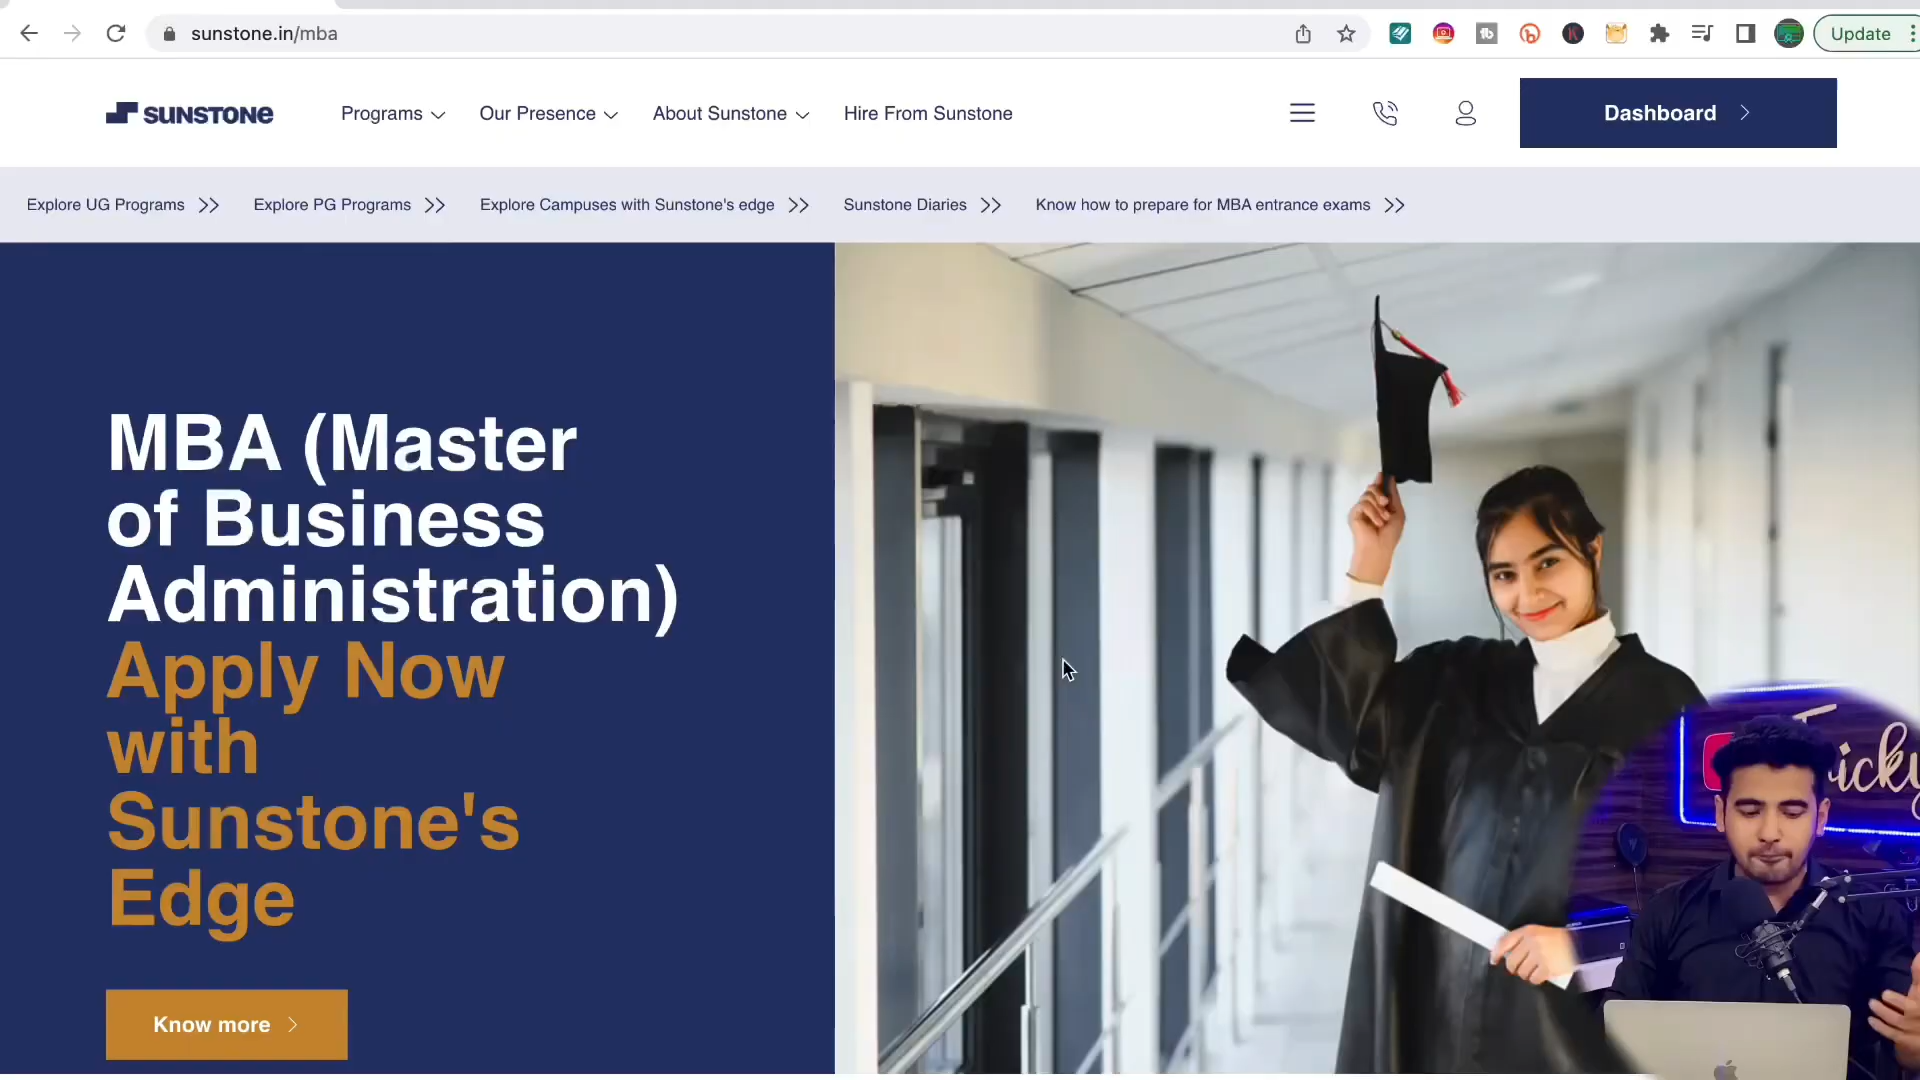 sunstone.in/mba
Update
SUNSTONE
Programs
Our Presence
About Sunstone
Hire From Sunstone
Dashboard
Explore UG Programs
Explore PG Programs
Explore Campuses with Sunstone's edge
Sunstone Diaries
Know how to prepare for MBA entrance exams
MBA (Master
of Business
Administration)
Apply Now
with
Sunstone's
Edge
Know more